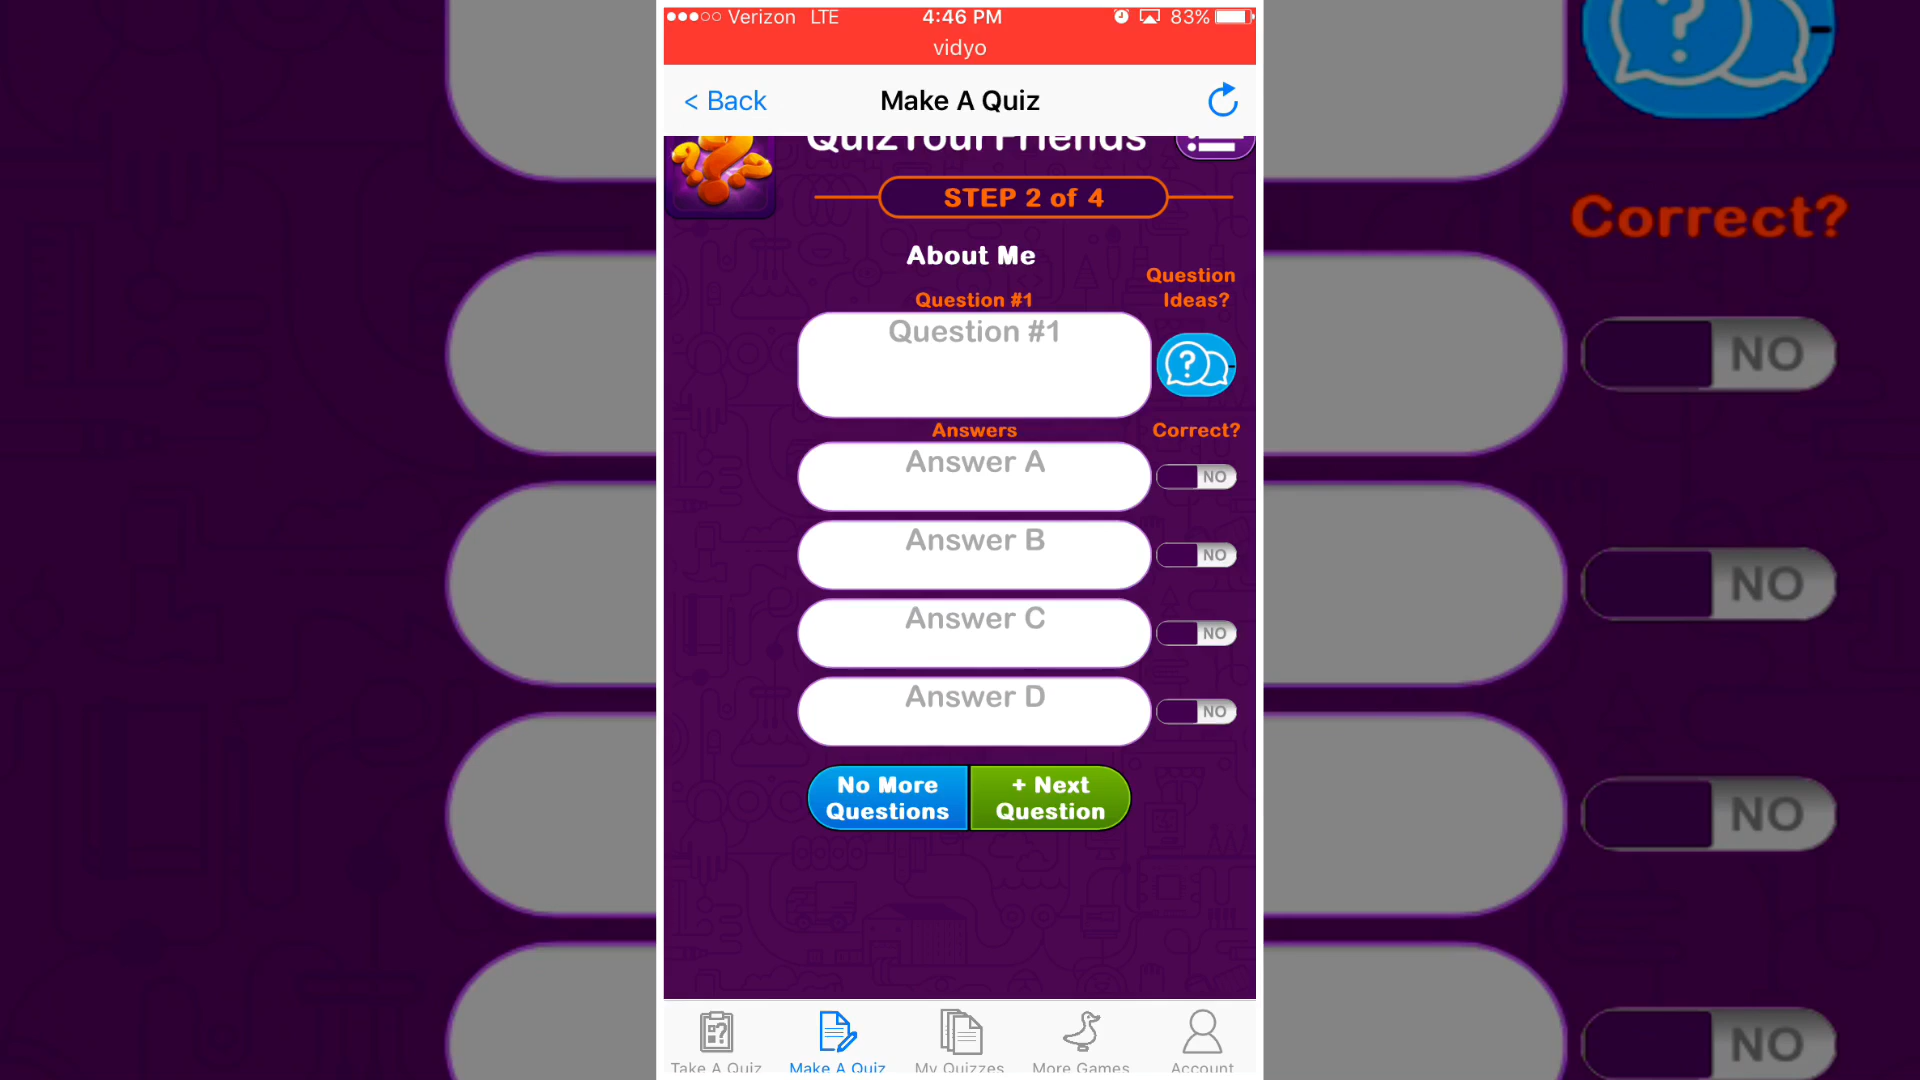 Verizon LTE 4:46 PM 83%
vidyo
< Back Make A Quiz
QuizYourFriends
STEP 2 of 4
About Me
Question
Ideas?
Question #1
Question #1
Answers Correct?
Answer A NO
Answer B NO
Answer C NO
Answer D NO
No More
Questions
+ Next
Question
Take A Quiz Make A Quiz My Quizzes More Games Account
Correct?
NO
NO
NO
NO